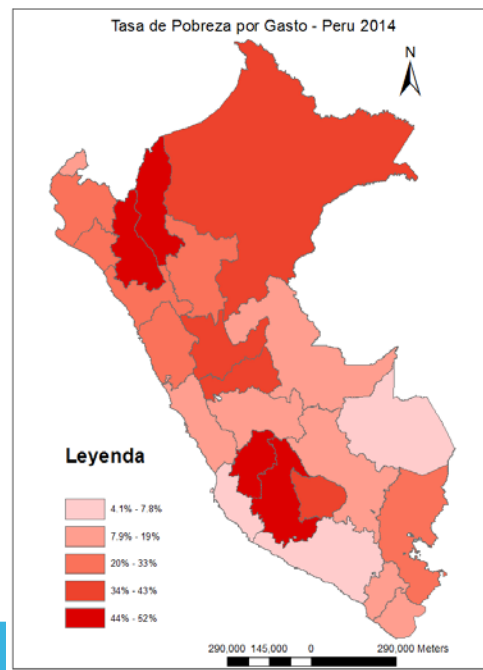 Tasa de Pobreza por Gasto - Peru 2014
N
Leyenda
4.1% - 7.8%
7.9% - 19%
20% - 33%
34% - 43%
44% - 52%
290,000 145,000 0 290,000 Meters